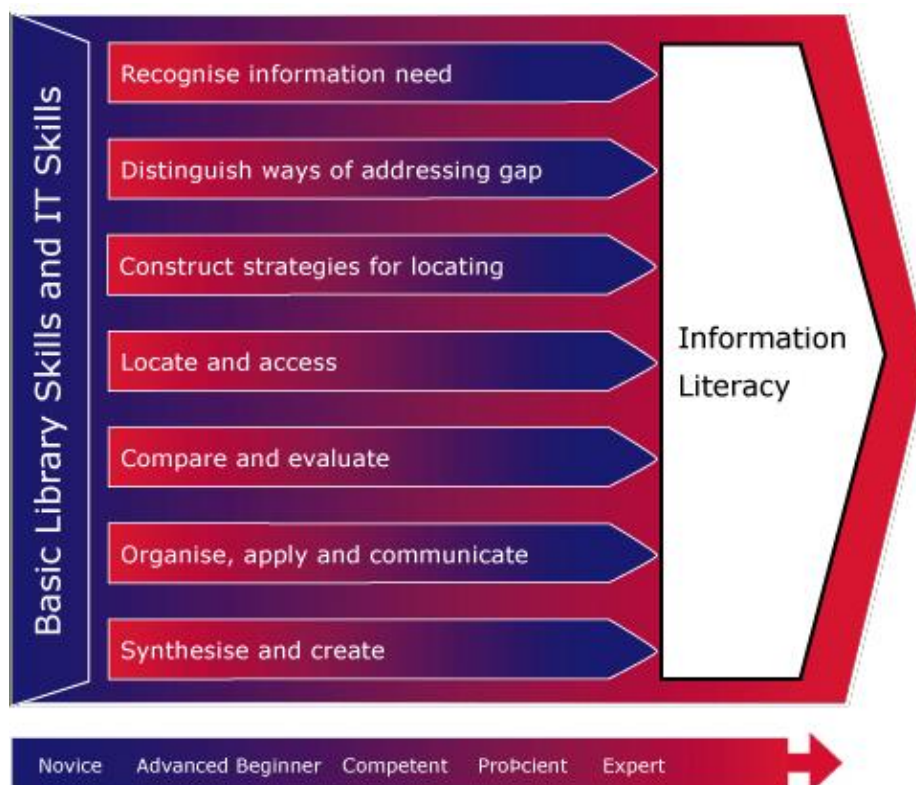 Basic Library Skills and IT Skills
Recognise information need
Distinguish ways of addressing gap
Construct strategies for locating
Locate and access
Compare and evaluate
Organise, apply and communicate
Synthesise and create
Information
Literacy
Novice Advanced Beginner Competent ProÞcient Expert